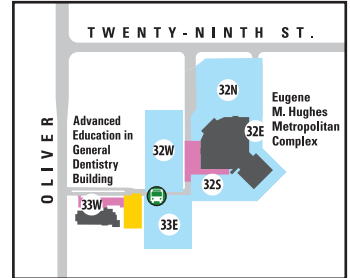 TWENTY-NINTH ST.
OLIVER
32N
Eugene
M. Hughes
Metropolitan
Complex
32E
Advanced
Education in
General
Dentistry
Building
32W
32S
33W
33E